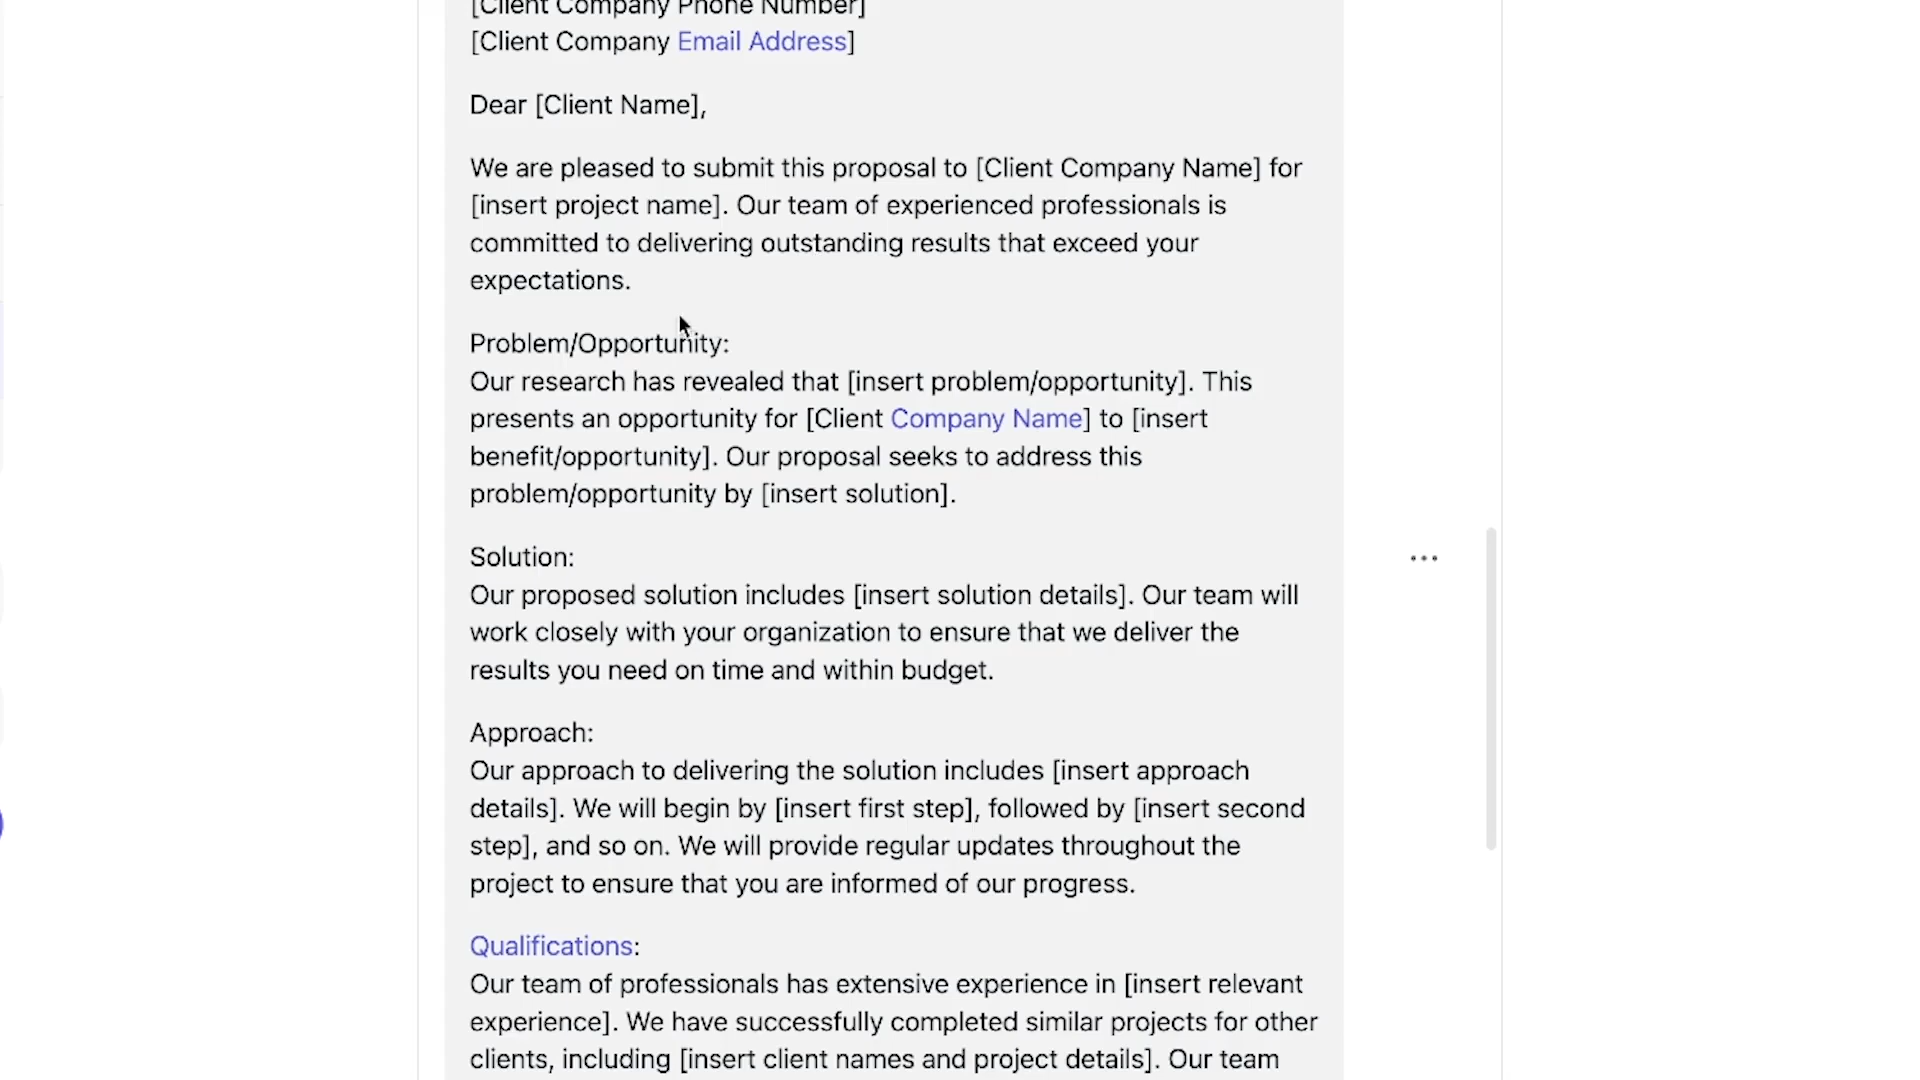 [Client Company Phone Number]
[Client Company Email Address]
Dear [Client Name],
We are pleased to submit this proposal to [Client Company Name] for
[insert project name]. Our team of experienced professionals is
committed to delivering outstanding results that exceed your
expectations.
Problem/Opportunity:
Our research has revealed that [insert problem/opportunity]. This
presents an opportunity for [Client Company Name] to [insert
benefit/opportunity]. Our proposal seeks to address this
problem/opportunity by [insert solution].
Solution:
Our proposed solution includes [insert solution details]. Our team will
work closely with your organization to ensure that we deliver the
results you need on time and within budget.
Approach:
Our approach to delivering the solution includes [insert approach
details]. We will begin by [insert first step], followed by [insert second
step], and so on. We will provide regular updates throughout the
project to ensure that you are informed of our progress.
Qualifications:
Our team of professionals has extensive experience in [insert relevant
experience]. We have successfully completed similar projects for other
clients, including [insert client names and project details]. Our team